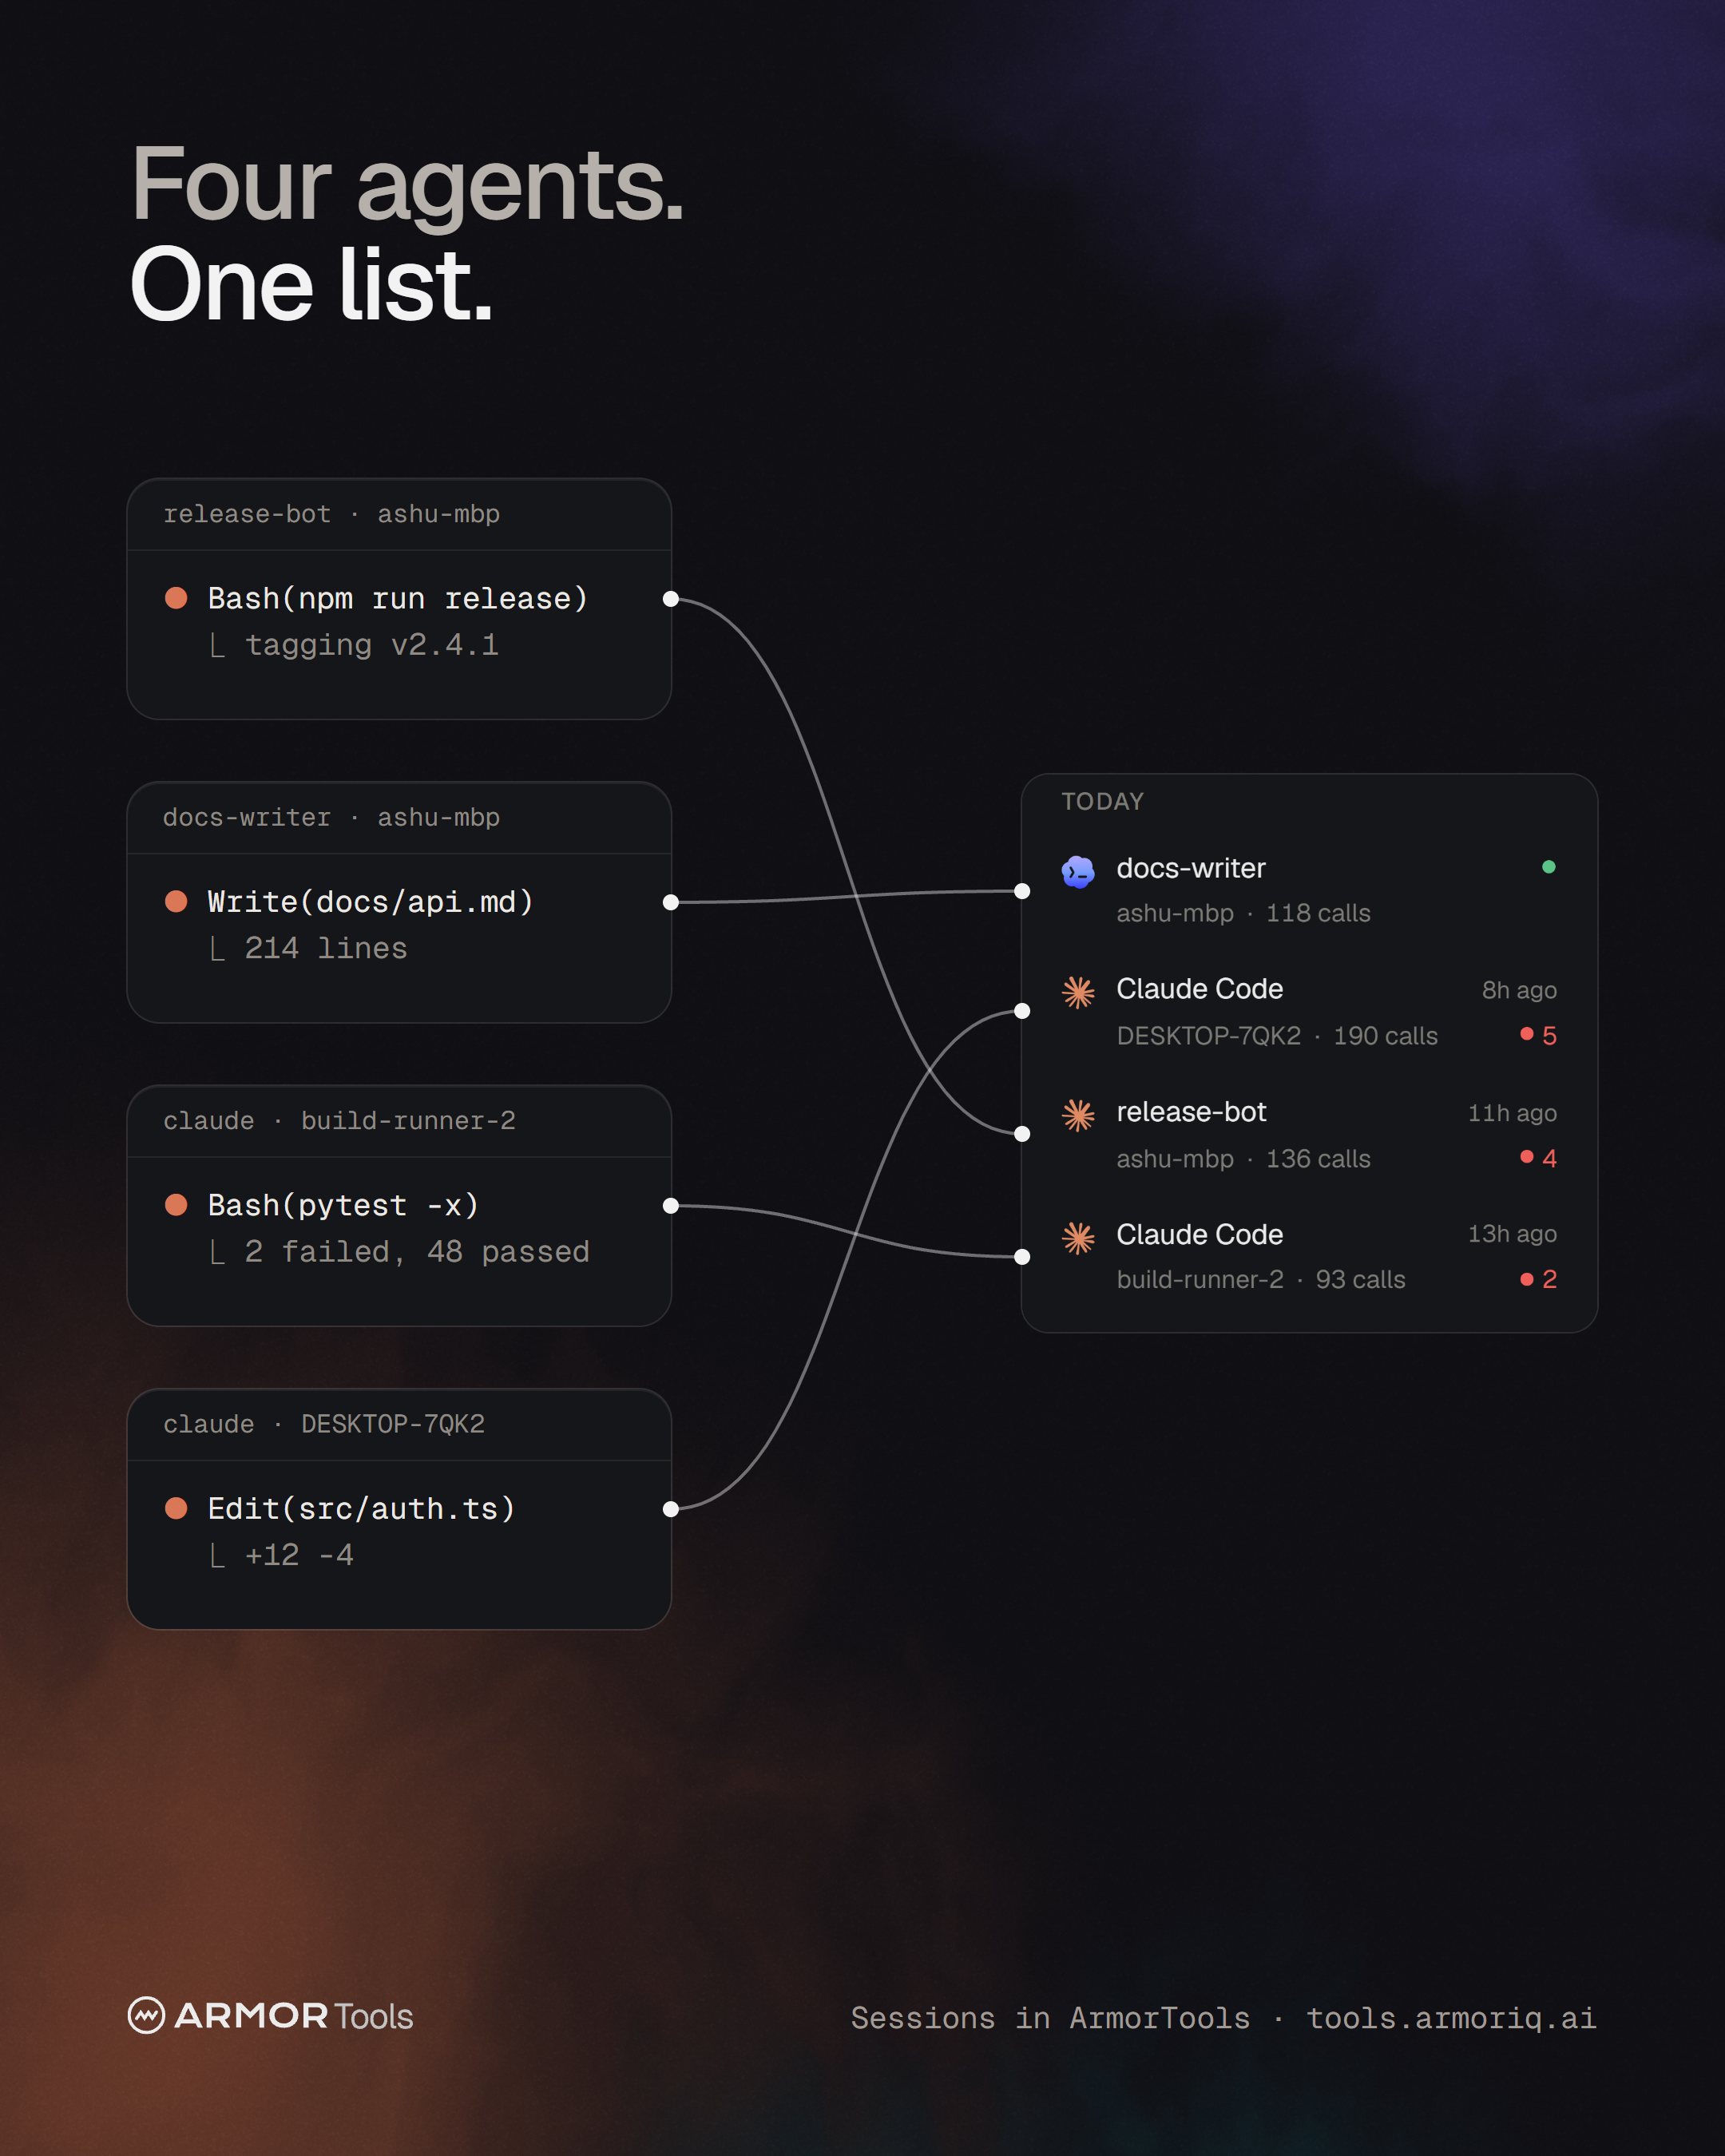 Four agents.
One list.
release-bot · ashu-mbp
Bash(npm run release)
⎿ tagging v2.4.1
docs-writer · ashu-mbp
Write(docs/api.md)
⎿ 214 lines
claude · build-runner-2
Bash(pytest -x)
⎿ 2 failed, 48 passed
claude · DESKTOP-7QK2
Edit(src/auth.ts)
⎿ +12 -4
TODAY
docs-writer
ashu-mbp · 118 calls
Claude Code 8h ago
DESKTOP-7QK2 · 190 calls 5
release-bot 11h ago
ashu-mbp · 136 calls 4
Claude Code 13h ago
build-runner-2 · 93 calls 2
ARMOR Tools
Sessions in ArmorTools · tools.armoriq.ai